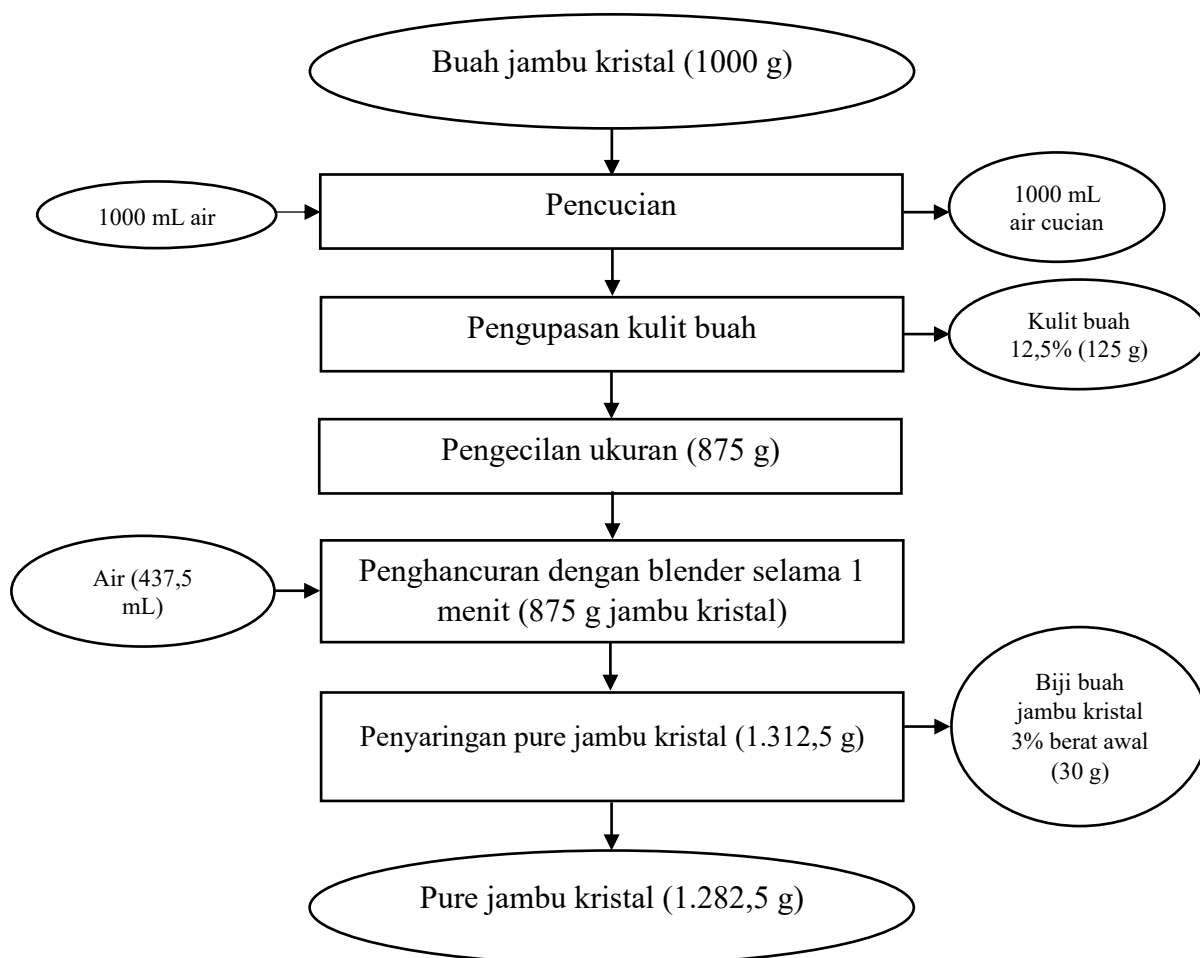 Buah jambu kristal (1000 g)
1000 mL air
Pencucian
1000 mL
air cucian
Pengupasan kulit buah
Kulit buah
12,5% (125 g)
Pengecilan ukuran (875 g)
Air (437,5
mL)
Penghancuran dengan blender selama 1
menit (875 g jambu kristal)
Penyaringan pure jambu kristal (1.312,5 g)
Biji buah
jambu kristal
3% berat awal
(30 g)
Pure jambu kristal (1.282,5 g)